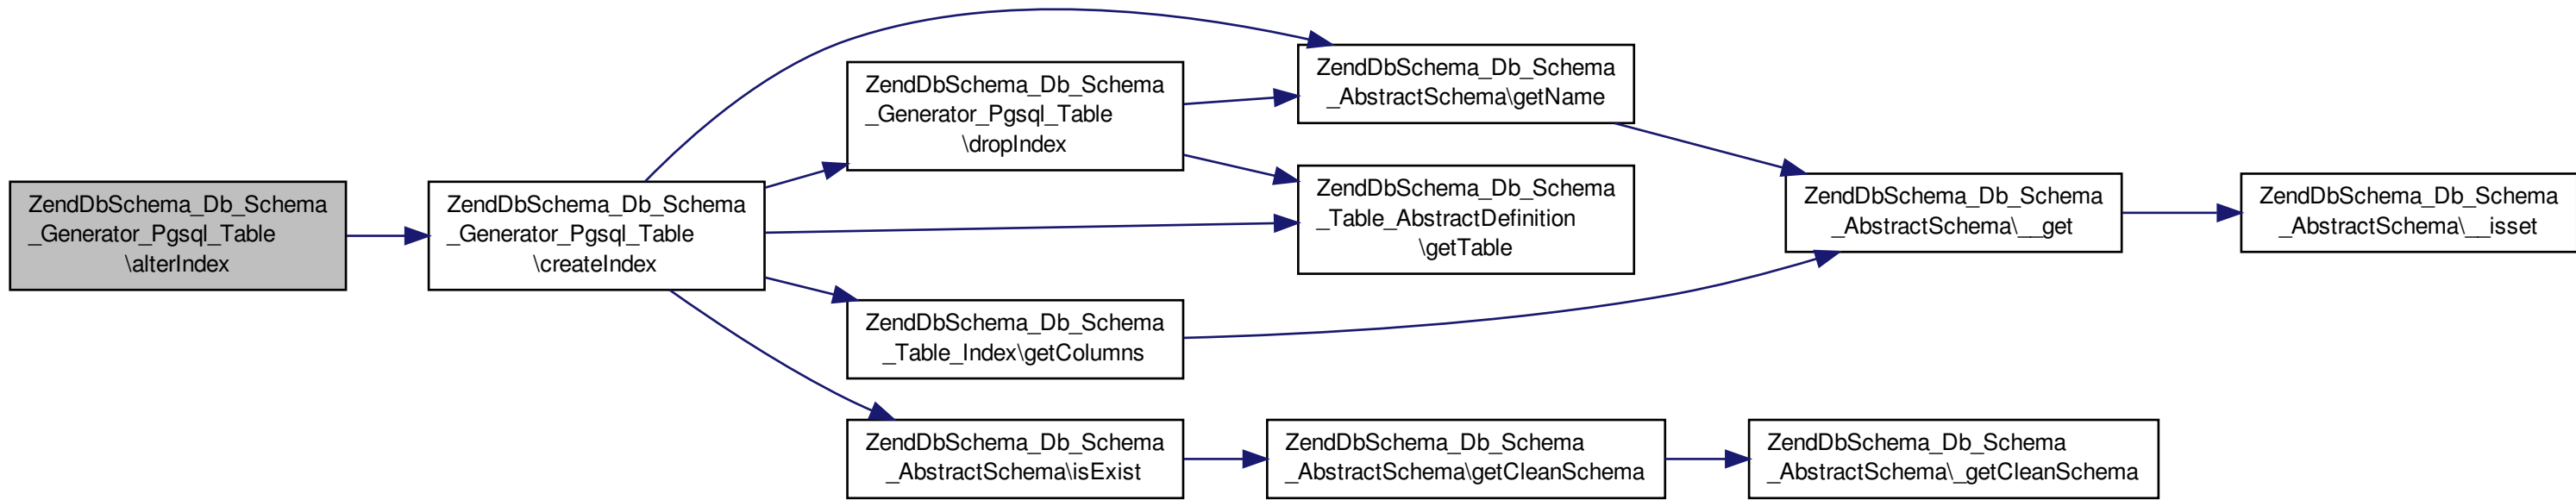 ZendDbSchema_Db_Schema
_Generator_Pgsql_Table
\alterIndex
ZendDbSchema_Db_Schema
_Generator_Pgsql_Table
\createIndex
ZendDbSchema_Db_Schema
_Generator_Pgsql_Table
\dropIndex
ZendDbSchema_Db_Schema
_AbstractSchema\getName
ZendDbSchema_Db_Schema
_Table_AbstractDefinition
\getTable
ZendDbSchema_Db_Schema
_Table_Index\getColumns
ZendDbSchema_Db_Schema
_AbstractSchema\__get
ZendDbSchema_Db_Schema
_AbstractSchema\__isset
ZendDbSchema_Db_Schema
_AbstractSchema\isExist
ZendDbSchema_Db_Schema
_AbstractSchema\getCleanSchema
ZendDbSchema_Db_Schema
_AbstractSchema\_getCleanSchema